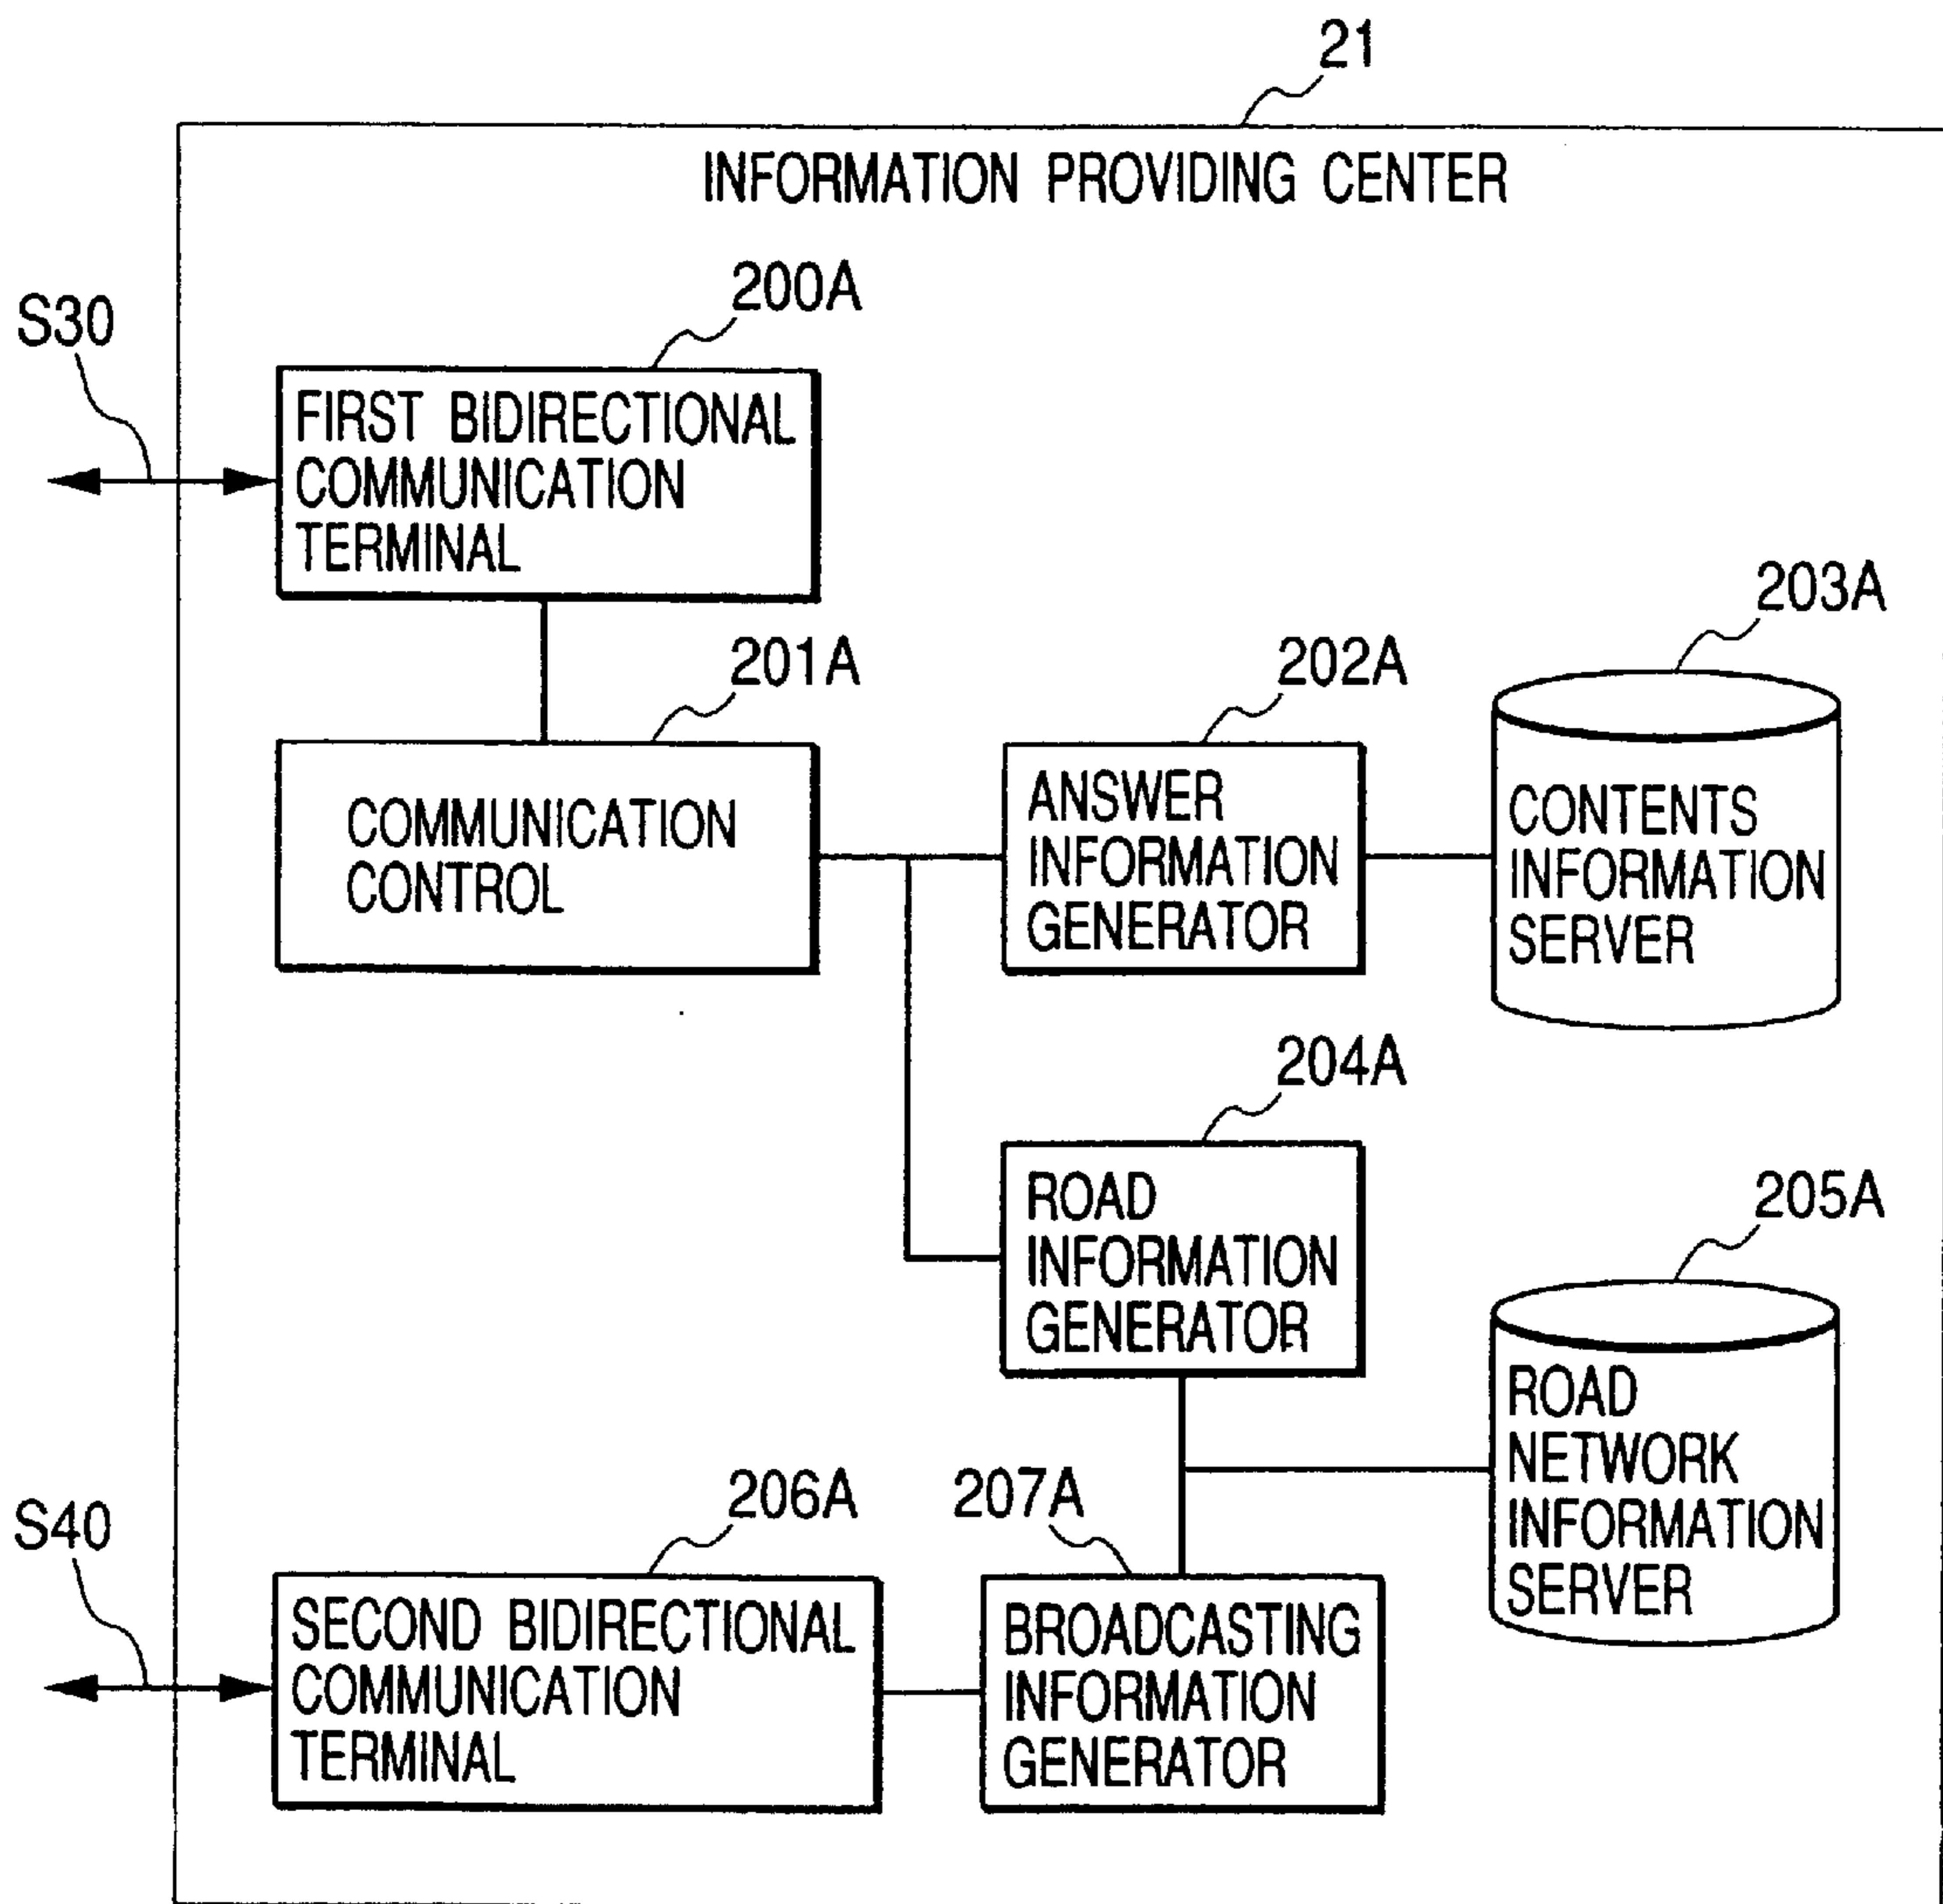 21
INFORMATION PROVIDING CENTER
200A
S30
FIRST BIDIRECTIONAL
COMMUNICATION
TERMINAL
203A
201A
202A
COMMUNICATION
CONTROL
ANSWER
INFORMATION
GENERATOR
CONTENTS
INFORMATION
SERVER
204A
ROAD
INFORMATION
GENERATOR
205A
ROAD
NETWORK
INFORMATION
SERVER
S40
206A
207A
SECOND BIDIRECTIONAL
COMMUNICATION
TERMINAL
BROADCASTING
INFORMATION
GENERATOR